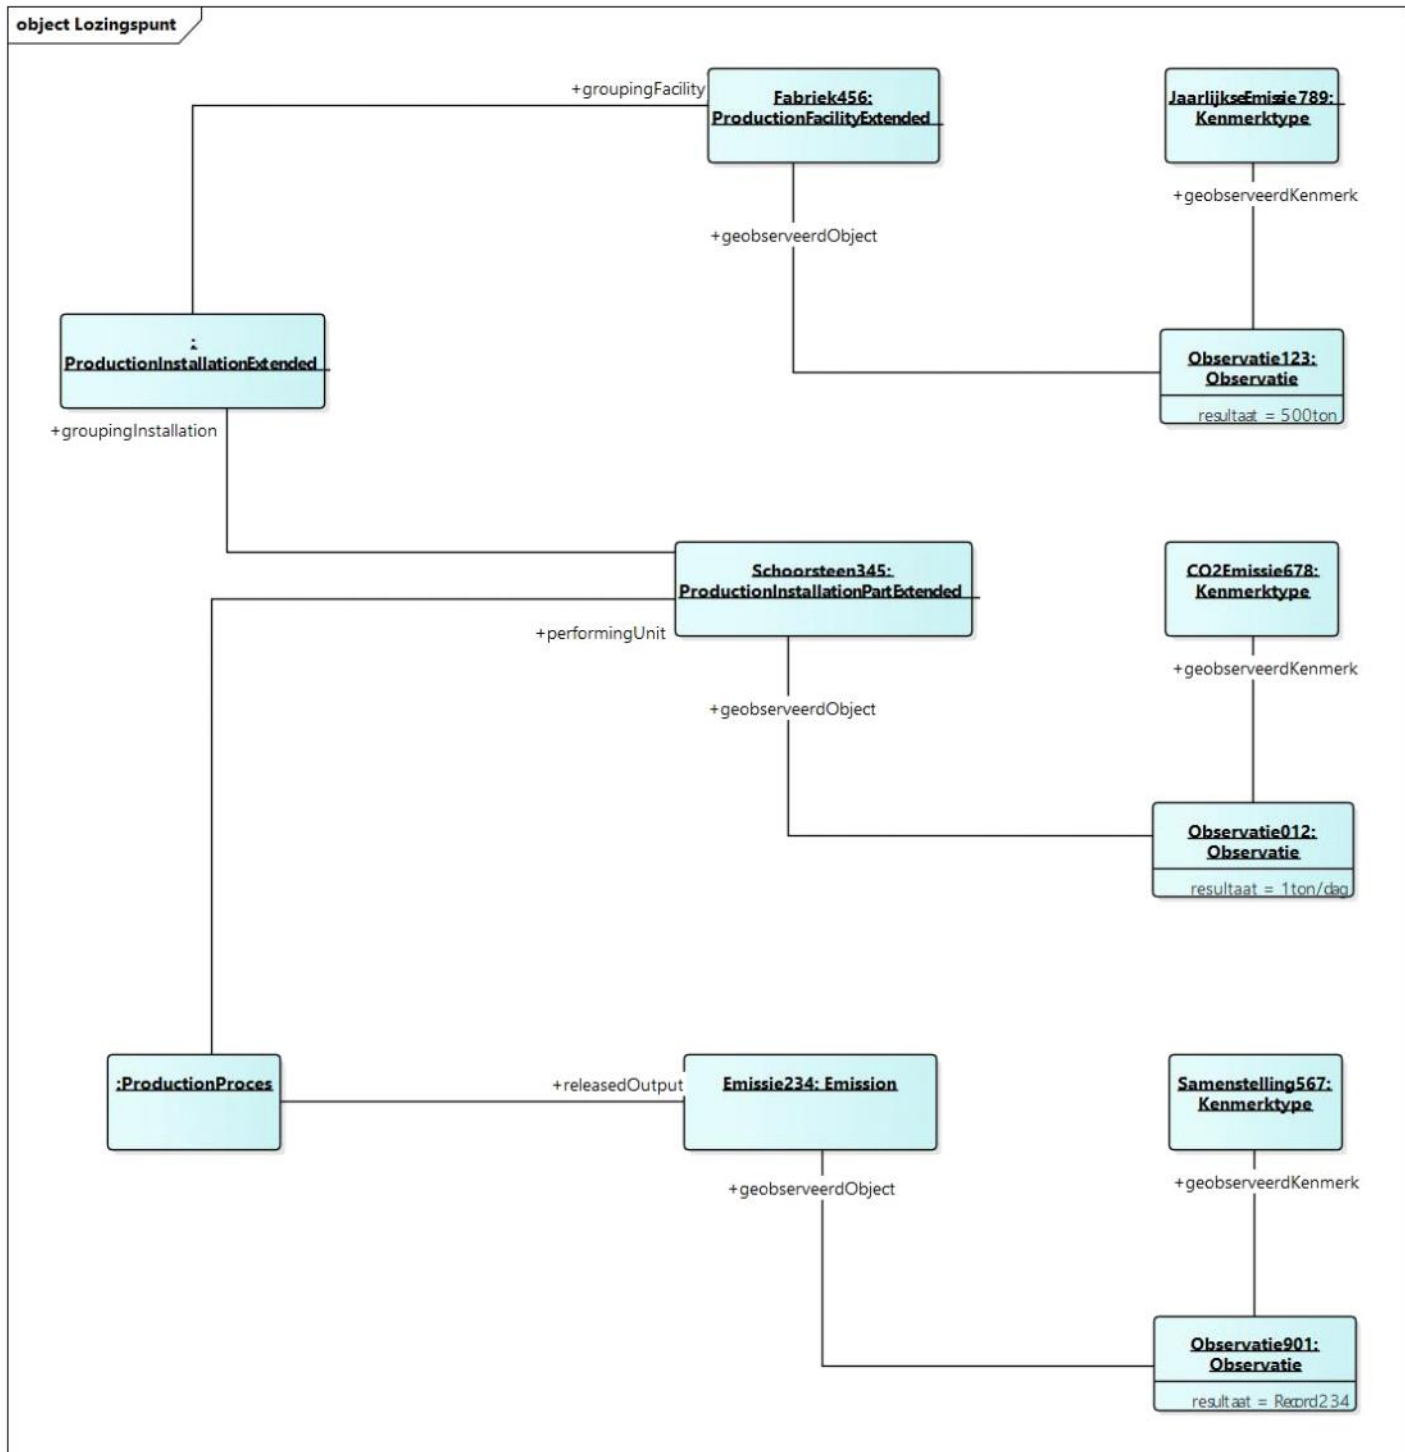 object Lozingspunt
+groupingFacility
Fabriek456:
ProductionFacilityExtended
JaarlijkseEmissie789:
Kenmerktype
+geobserveerdKenmerk
+geobserveerdObject
:
ProductionInstallationExtended
Observatie123:
Observatie
resultaat = 500ton
+groupingInstallation
Schoorsteen345:
ProductionInstallationPartExtended
CO2Emissie678:
Kenmerktype
+performingUnit
+geobserveerdKenmerk
+geobserveerdObject
Observatie012:
Observatie
resultaat = 1ton/dag
:ProductionProces
+releasedOutput
Emissie234: Emission
Samenstelling567:
Kenmerktype
+geobserveerdObject
+geobserveerdKenmerk
Observatie901:
Observatie
resultaat = Record234